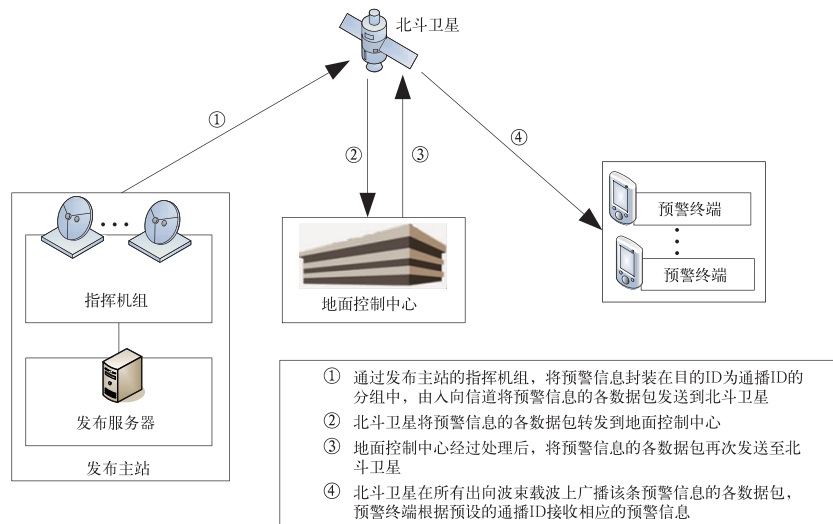 北斗卫星
①
②
③
④
预警终端
预警终端
指挥机组
地面控制中心
发布服务器
发布主站
① 通过发布主站的指挥机组，将预警信息封装在目的ID为通播ID的
分组中，由入向信道将预警信息的各数据包发送到北斗卫星
② 北斗卫星将预警信息的各数据包转发到地面控制中心
③ 地面控制中心经过处理后，将预警信息的各数据包再次发送至北
斗卫星
④ 北斗卫星在所有出向波束载波上广播该条预警信息的各数据包，
预警终端根据预设的通播ID接收相应的预警信息